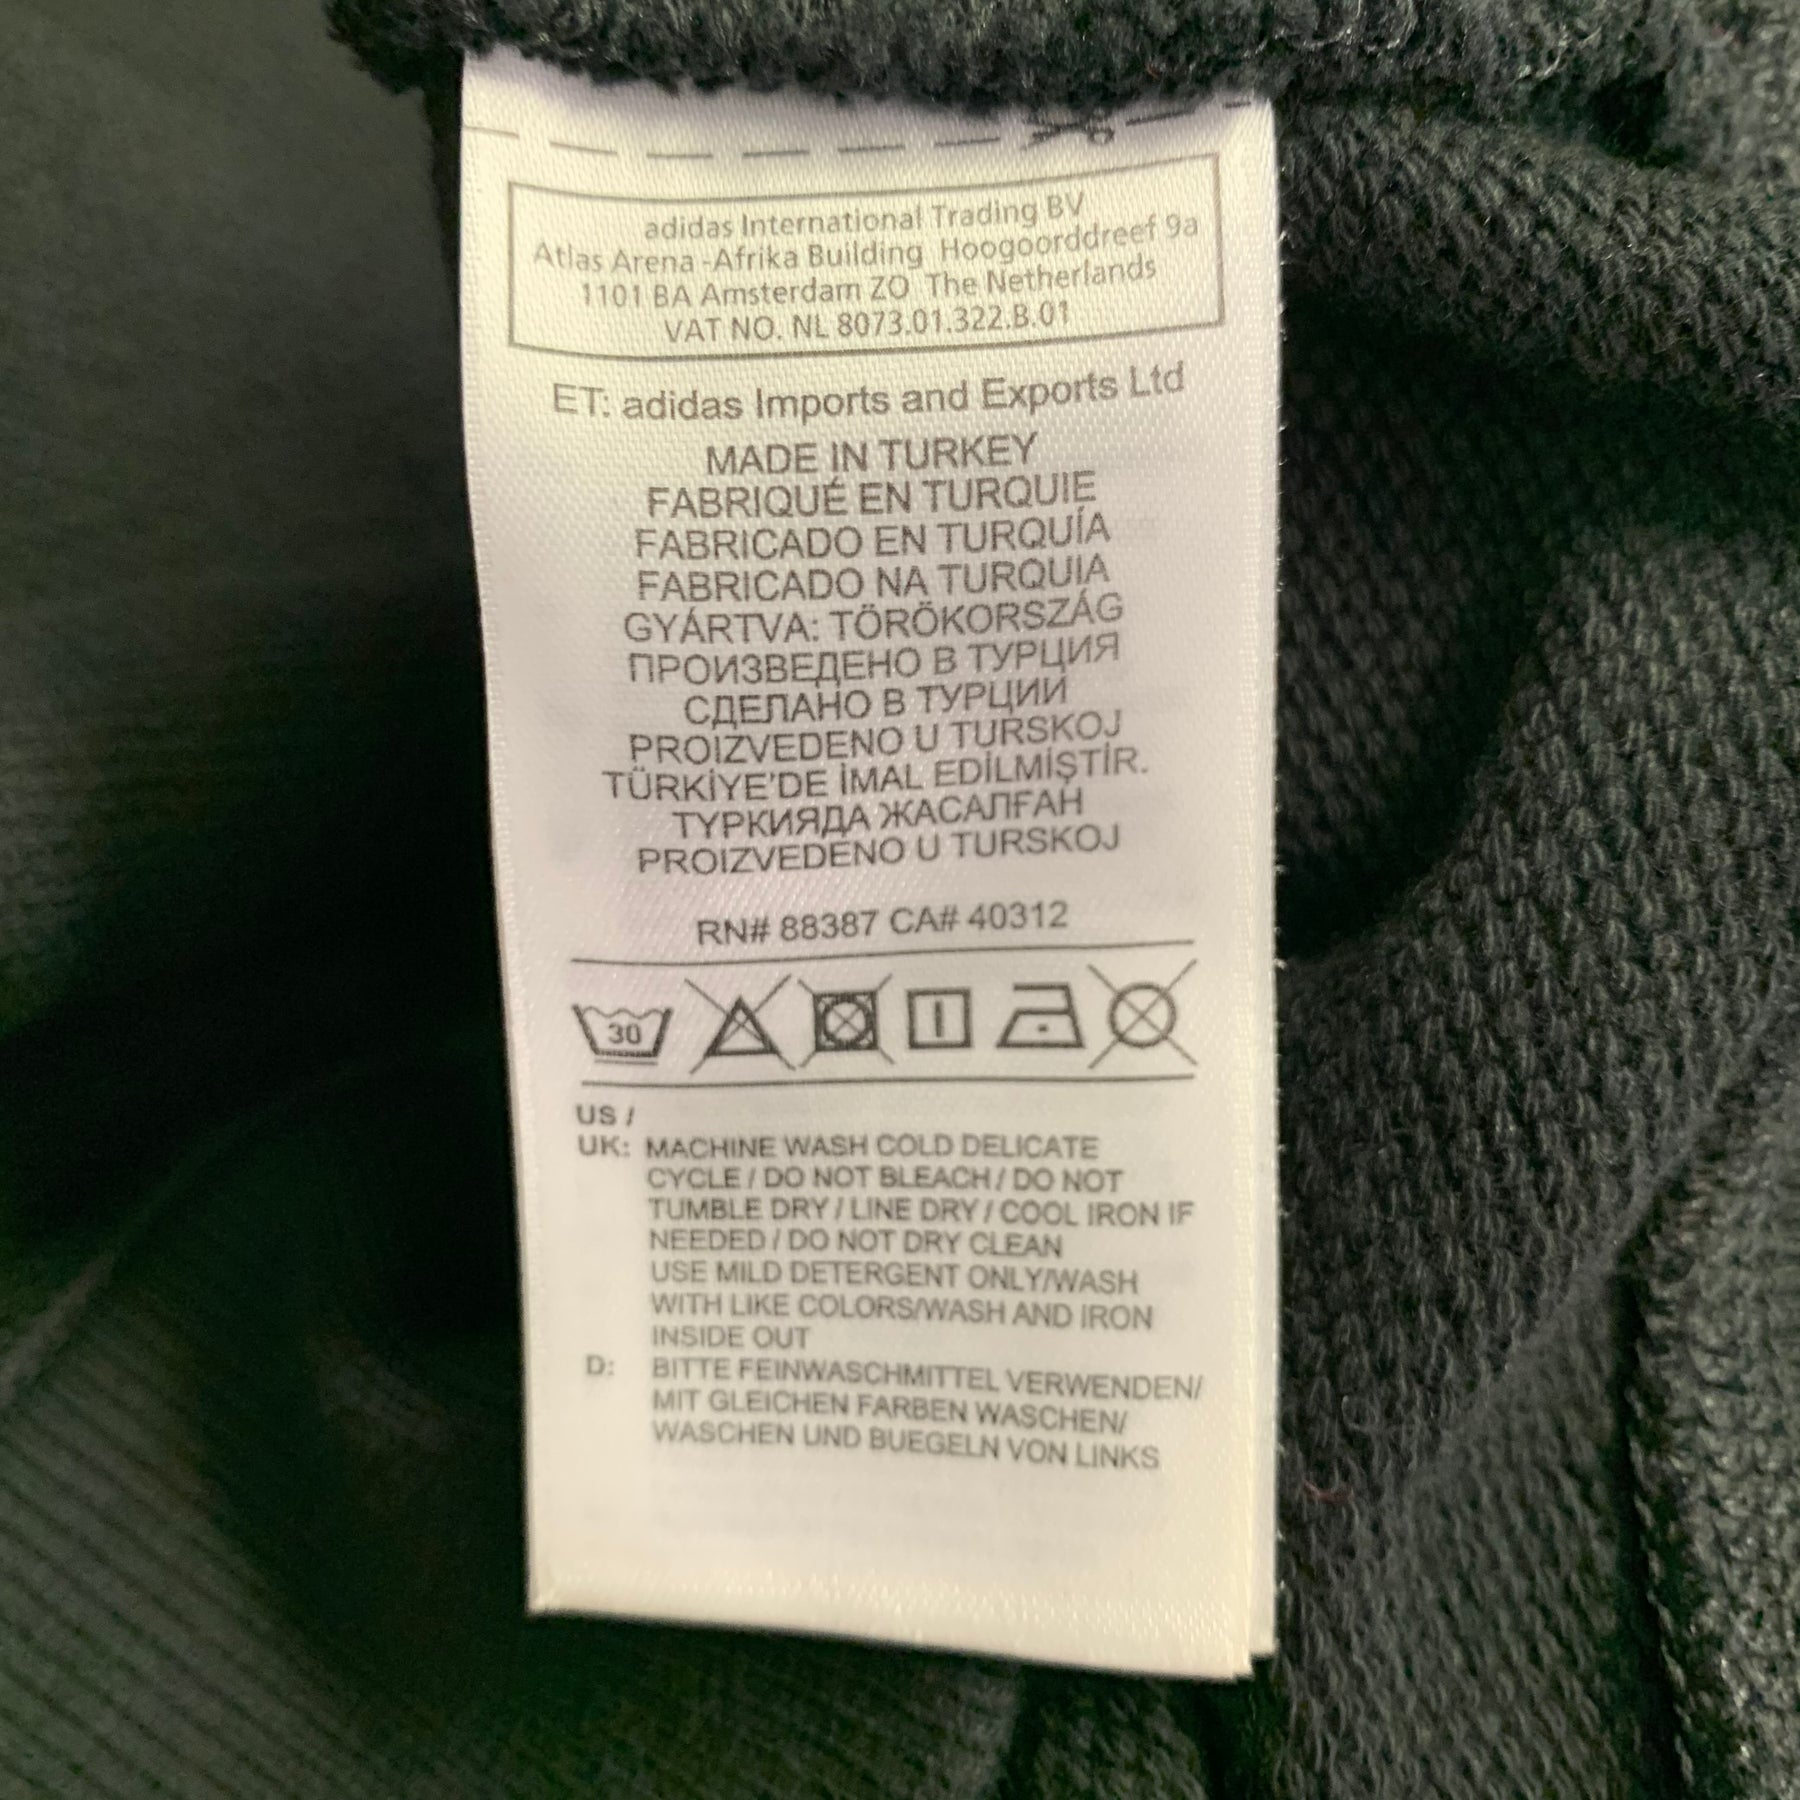 adidas International Trading BV
Atlas Arena -Afrika Building Hoogoorddreef 9a
1101 BA Amsterdam ZO The Netherlands
VAT NO. NL 8073.01.322.B.01
ET: adidas Imports and Exports Ltd
MADE IN TURKEY
FABRIQUÉ EN TURQUIE
FABRICADO EN TURQUÍA
FABRICADO NA TURQUIA
GYÁRTVA: TÖRÖKORSZÁG
ПРОИЗВЕДЕНО В ТУРЦИЯ
СДЕЛАНО В ТУРЦИИ
PROIZVEDENO U TURSKOJ
TÜRKİYE'DE İMAL EDİLMİŞTİR.
ТҮРКИЯДА ЖАСАЛҒАН
PROIZVEDENO U TURSKOJ
RN# 88387 CA# 40312
30
US /
UK: MACHINE WASH COLD DELICATE
CYCLE / DO NOT BLEACH / DO NOT
TUMBLE DRY / LINE DRY / COOL IRON IF
NEEDED / DO NOT DRY CLEAN
USE MILD DETERGENT ONLY/WASH
WITH LIKE COLORS/WASH AND IRON
INSIDE OUT
D: BITTE FEINWASCHMITTEL VERWENDEN/
MIT GLEICHEN FARBEN WASCHEN/
WASCHEN UND BUEGELN VON LINKS